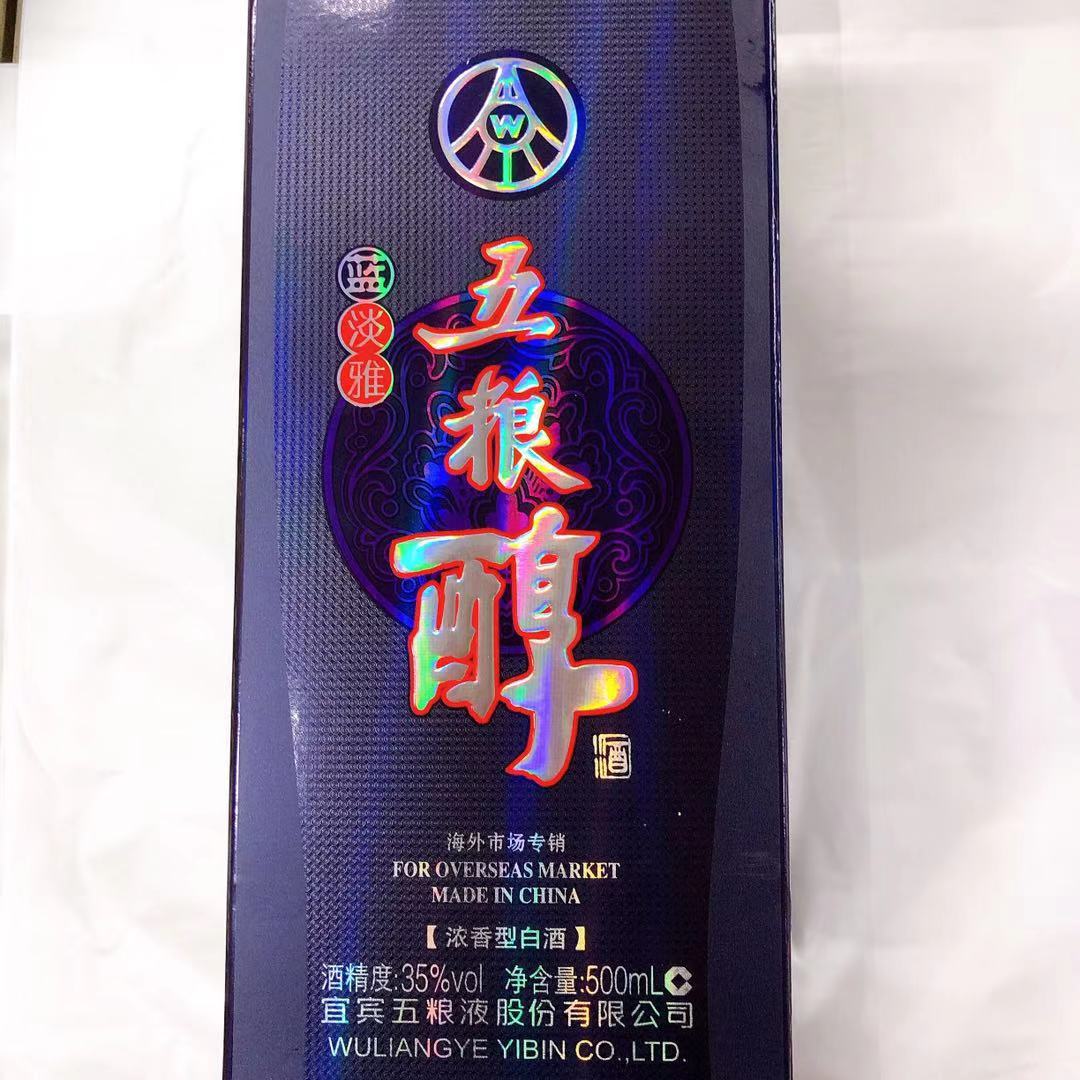 W
蓝淡雅
五粮醇
酒
海外市场专销
FOR OVERSEAS MARKET
MADE IN CHINA
【浓香型白酒】
酒精度:35%vol 净含量:500mL C
宜宾五粮液股份有限公司
WULIANGYE YIBIN CO.,LTD.